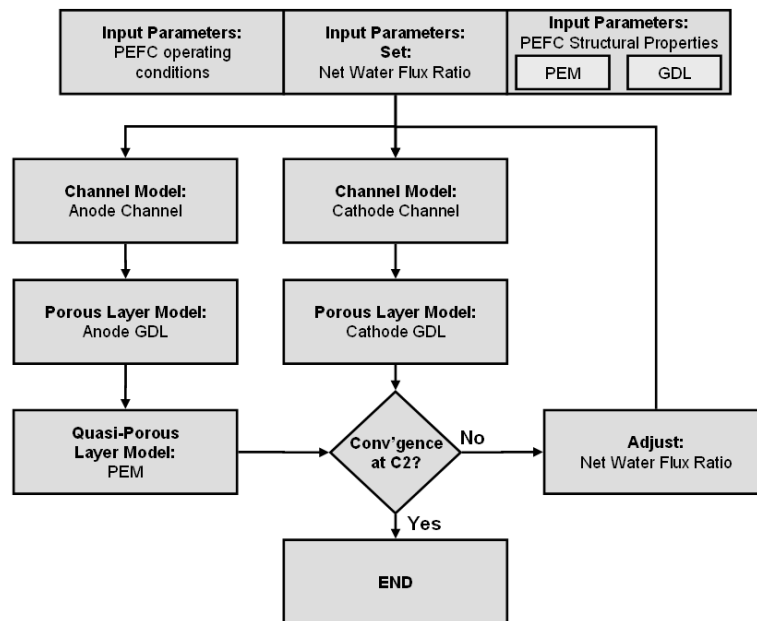 Input Parameters:
PEFC operating
conditions
Input Parameters:
Set:
Net Water Flux Ratio
Input Parameters:
PEFC Structural Properties
PEM
GDL
Channel Model:
Anode Channel
Channel Model:
Cathode Channel
Porous Layer Model:
Anode GDL
Porous Layer Model:
Cathode GDL
Quasi-Porous
Layer Model:
PEM
Conv'gence
at C2?
No
Adjust:
Net Water Flux Ratio
Yes
END